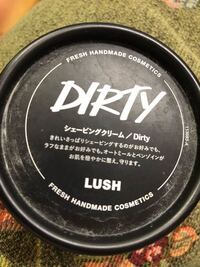 FRESH HANDMADE COSMETICS
DIRTY
シェービングクリーム/Dirty
きれいさっぱりシェービングするのがお好みでも、
ラフなままがお好みでも、オートミールとベンゾインが
お肌を穏やかに整え、守ります。
LUSH
FRESH HANDMADE COSMETICS